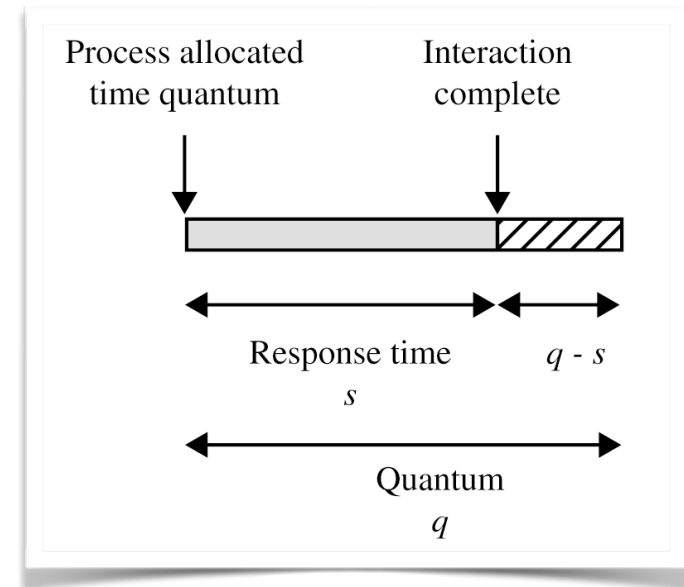 Process allocated
time quantum
Interaction
complete
Response time
s
q - s
Quantum
q